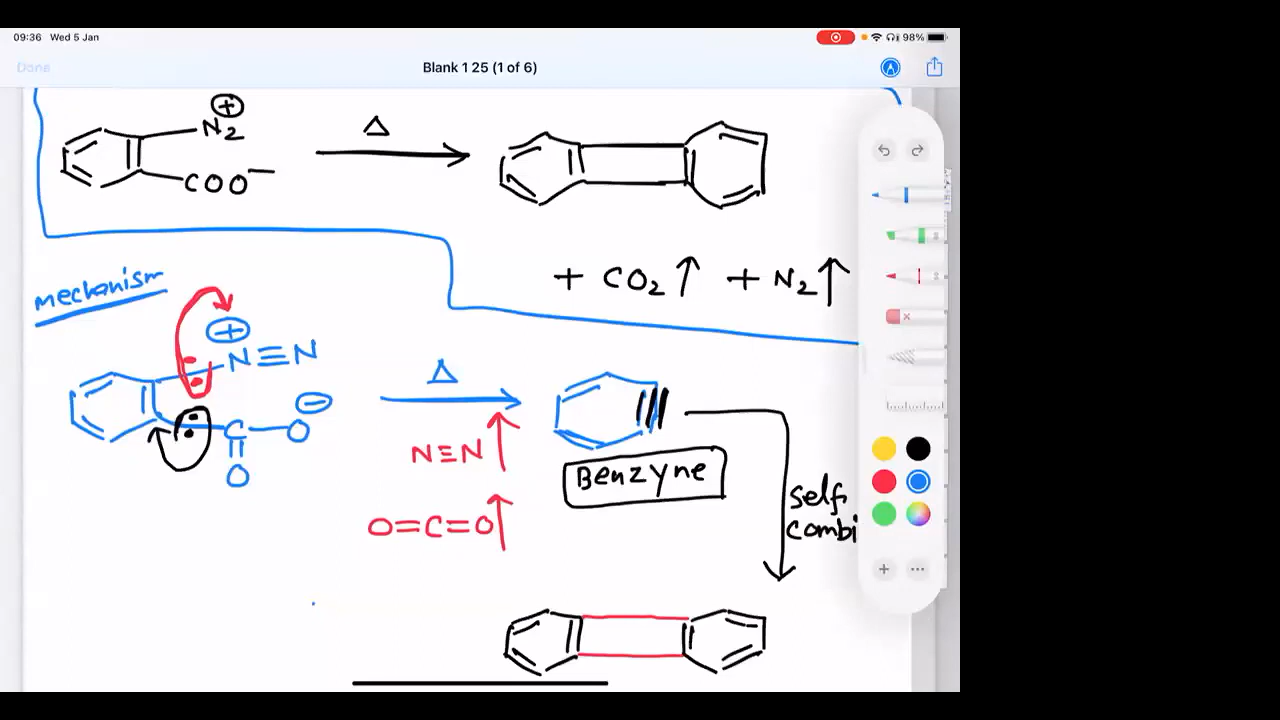 09:36 Wed 5 Jan
98%
Done
Blank 1 25 (1 of 6)
N₂ ⊕
COO⁻
Δ
+ CO₂↑ + N₂↑
mechanism
⊕
N≡N
C—O ⊖
O
Δ
N≡N↑
O=C=O↑
Benzyne
self
combi